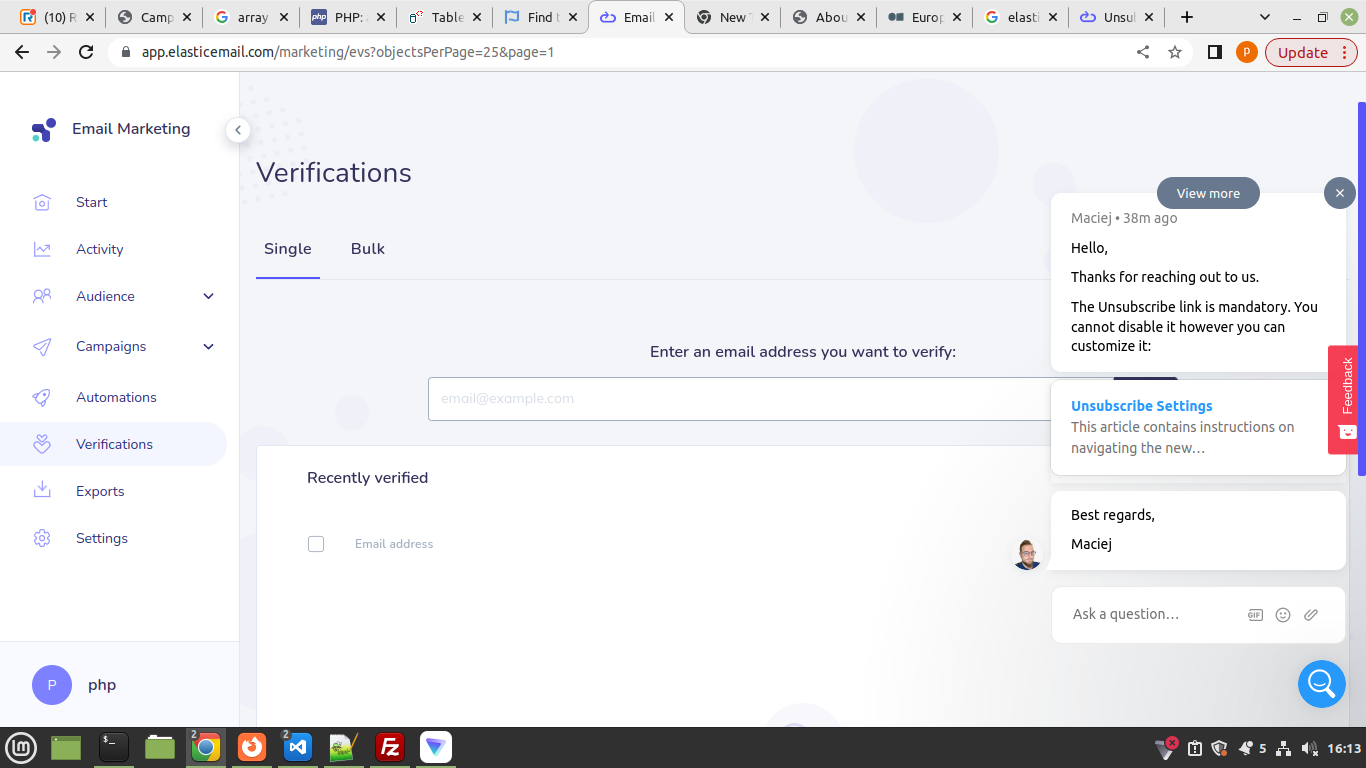 (10) R
Camp
array
PHP:
Table
Find t
Email
New
Abou
Europ
elasti
Unsul
app.elasticemail.com/marketing/evs?objectsPerPage=25&page=1
p
Update
Email Marketing
Start
Activity
Audience
Campaigns
Automations
Verifications
Exports
Settings
P
php
Verifications
Single
Bulk
Enter an email address you want to verify:
email@example.com
Recently verified
Email address
View more
Maciej • 38m ago
Hello,
Thanks for reaching out to us.
The Unsubscribe link is mandatory. You
cannot disable it however you can
customize it:
Unsubscribe Settings
This article contains instructions on
navigating the new…
Best regards,
Maciej
Ask a question…
GIF
Feedback
2
2
5
16:13